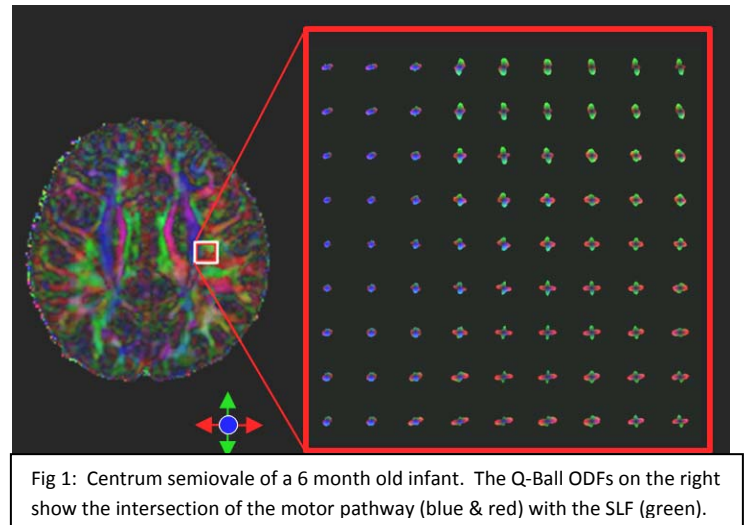 Fig 1: Centrum semiovale of a 6 month old infant. The Q-Ball ODFs on the right
show the intersection of the motor pathway (blue & red) with the SLF (green).